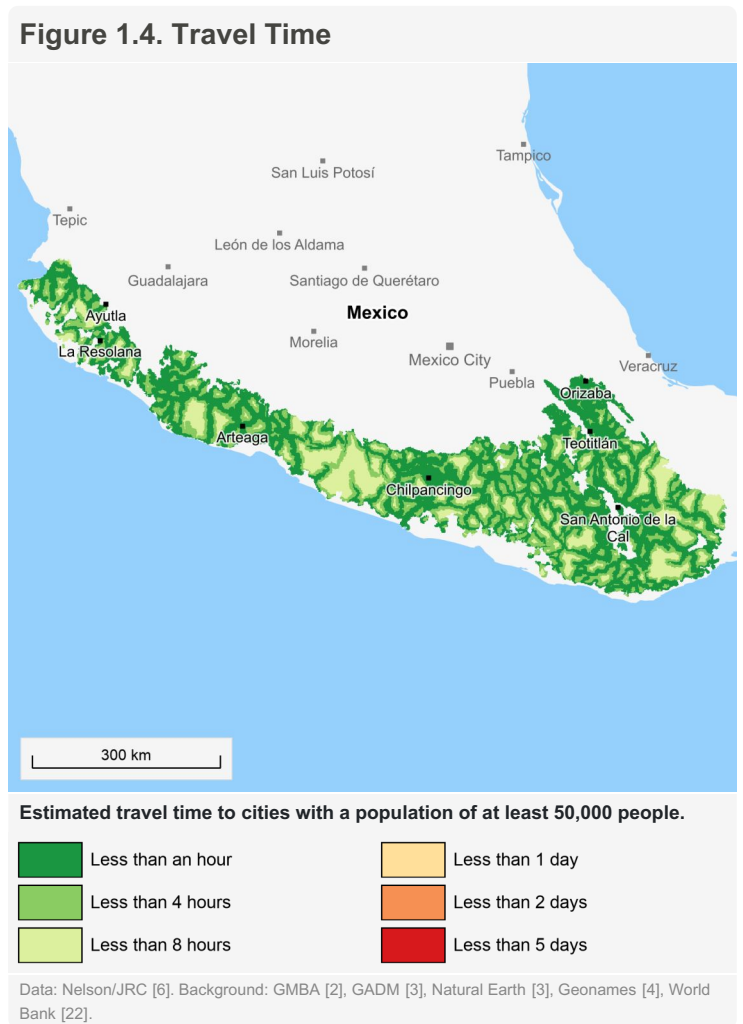 Figure 1.4. Travel Time
Tampico
San Luis Potosí
Tepic
León de los Aldama
Guadalajara
Santiago de Querétaro
Mexico
Ayutla
Morelia
La Resolana
Mexico City
Veracruz
Puebla
Orizaba
Arteaga
Teotitlán
Chilpancingo
San Antonio de la
Cal
300 km
Estimated travel time to cities with a population of at least 50,000 people.
Less than an hour
Less than 4 hours
Less than 8 hours
Less than 1 day
Less than 2 days
Less than 5 days
Data: Nelson/JRC [6]. Background: GMBA [2], GADM [3], Natural Earth [3], Geonames [4], World
Bank [22].